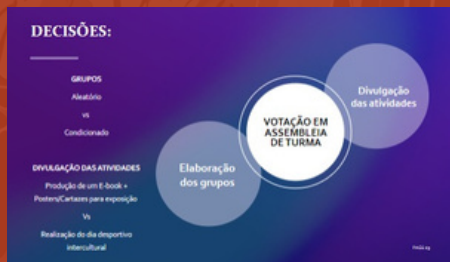 DECISÕES:
GRUPOS
Aleatório
vs
Condicionado
DIVULGAÇÃO DAS ATIVIDADES
Produção de um E-book +
Posters/Cartazes para exposição
Vs
Realização do dia desportivo
intercultural
Elaboração
dos grupos
VOTAÇÃO EM
ASSEMBLEIA
DE TURMA
Divulgação
das atividades